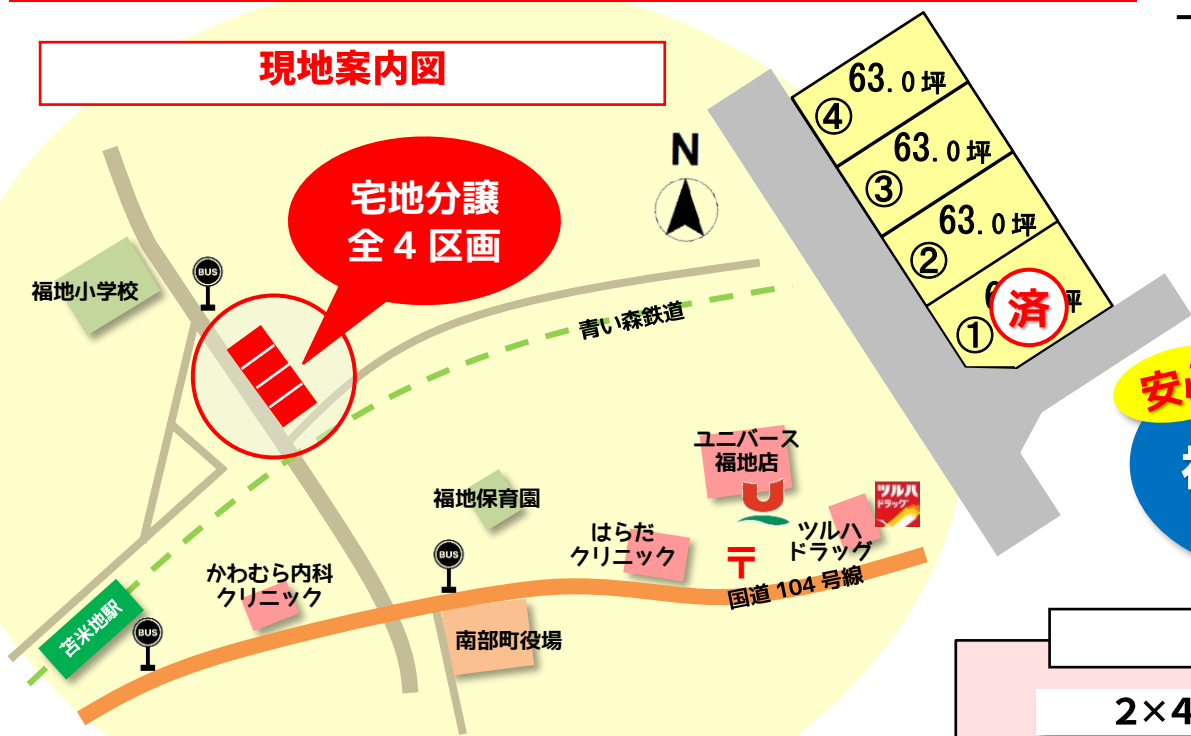 現地案内図
宅地分譲
全4区画
N
④ 63.0坪
③ 63.0坪
② 63.0坪
① 坪
済
福地小学校
BUS
青い森鉄道
ユニバース
福地店
福地保育園
ツルハ
ドラッグ
ツルハ
ドラッグ
はらだ
クリニック
〒
BUS
国道104号線
かわむら内科
クリニック
苫米地駅
BUS
南部町役場
2×4